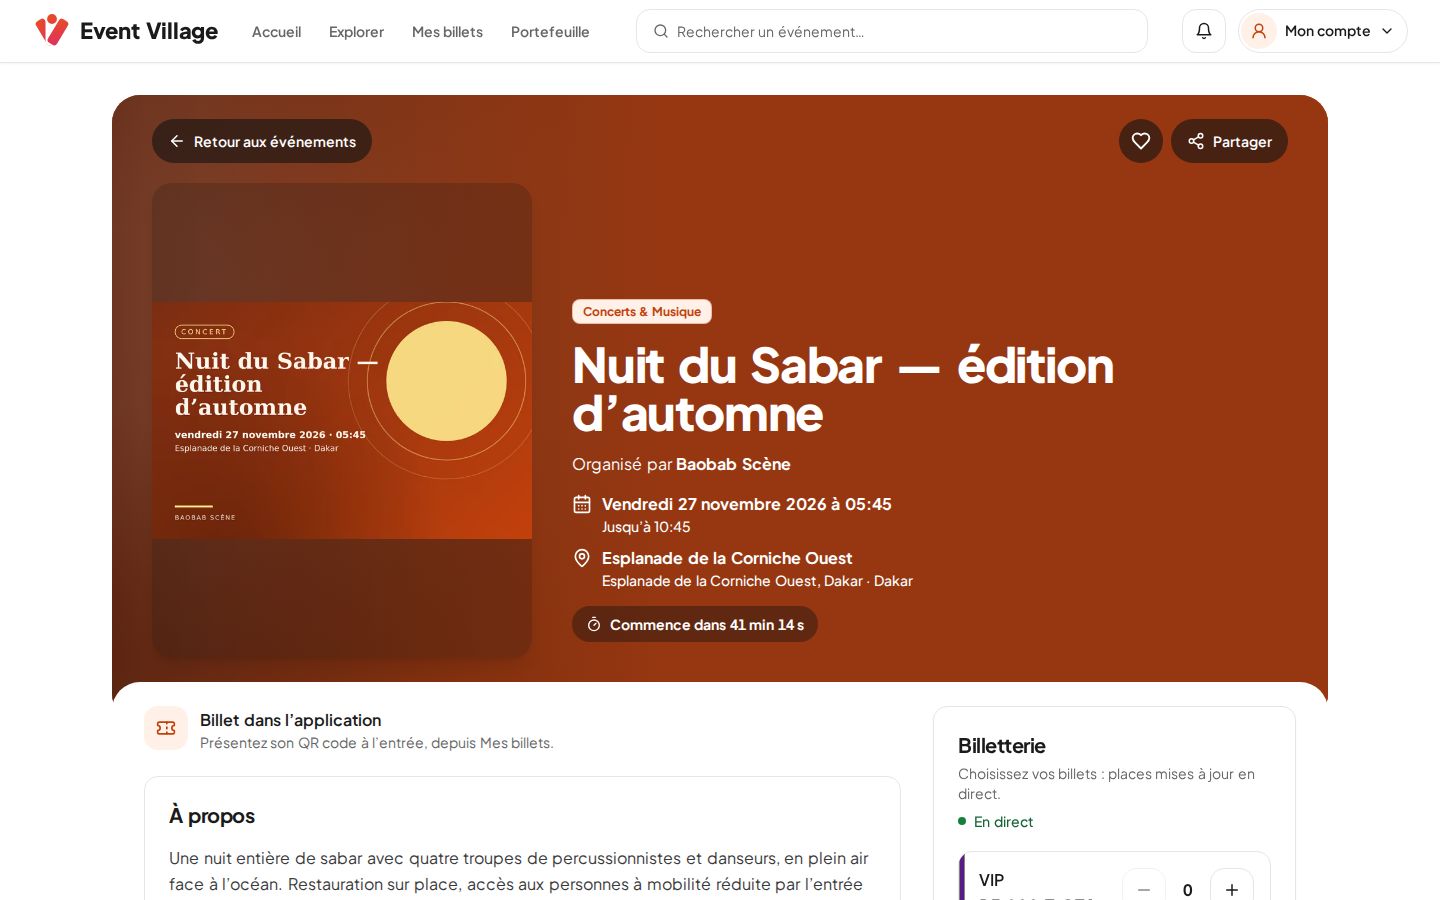 Event Village
Accueil
Explorer
Mes billets
Portefeuille
Rechercher un événement…
Mon compte
Retour aux événements
Partager
CONCERT
Nuit du Sabar —
édition
d’automne
vendredi 27 novembre 2026 · 05:45
Esplanade de la Corniche Ouest · Dakar
BAOBAB SCÈNE
Concerts & Musique
Nuit du Sabar — édition
d’automne
Organisé par Baobab Scène
Vendredi 27 novembre 2026 à 05:45
Jusqu’à 10:45
Esplanade de la Corniche Ouest
Esplanade de la Corniche Ouest, Dakar · Dakar
Commence dans 41 min 14 s
Billet dans l’application
Présentez son QR code à l’entrée, depuis Mes billets.
À propos
Une nuit entière de sabar avec quatre troupes de percussionnistes et danseurs, en plein air
face à l’océan. Restauration sur place, accès aux personnes à mobilité réduite par l’entrée
Billetterie
Choisissez vos billets : places mises à jour en
direct.
En direct
VIP
0